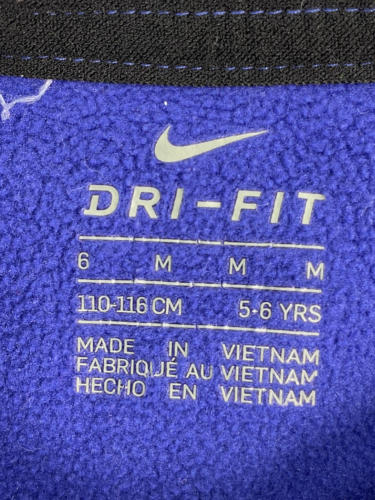 DRI-FIT
6 M M M
110-116 CM 5-6 YRS
MADE IN VIETNAM
FABRIQUÉ AU VIETNAM
HECHO EN VIETNAM